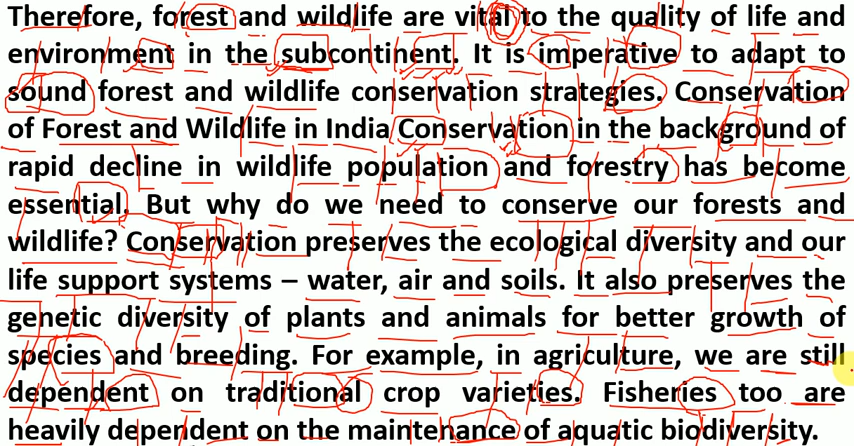 Therefore, forest and wildlife are vital to the quality of life and
environment in the subcontinent. It is imperative to adapt to
sound forest and wildlife conservation strategies. Conservation
of Forest and Wildlife in India Conservation in the background of
rapid decline in wildlife population and forestry has become
essential. But why do we need to conserve our forests and
wildlife? Conservation preserves the ecological diversity and our
life support systems – water, air and soils. It also preserves the
genetic diversity of plants and animals for better growth of
species and breeding. For example, in agriculture, we are still
dependent on traditional crop varieties. Fisheries too are
heavily dependent on the maintenance of aquatic biodiversity.